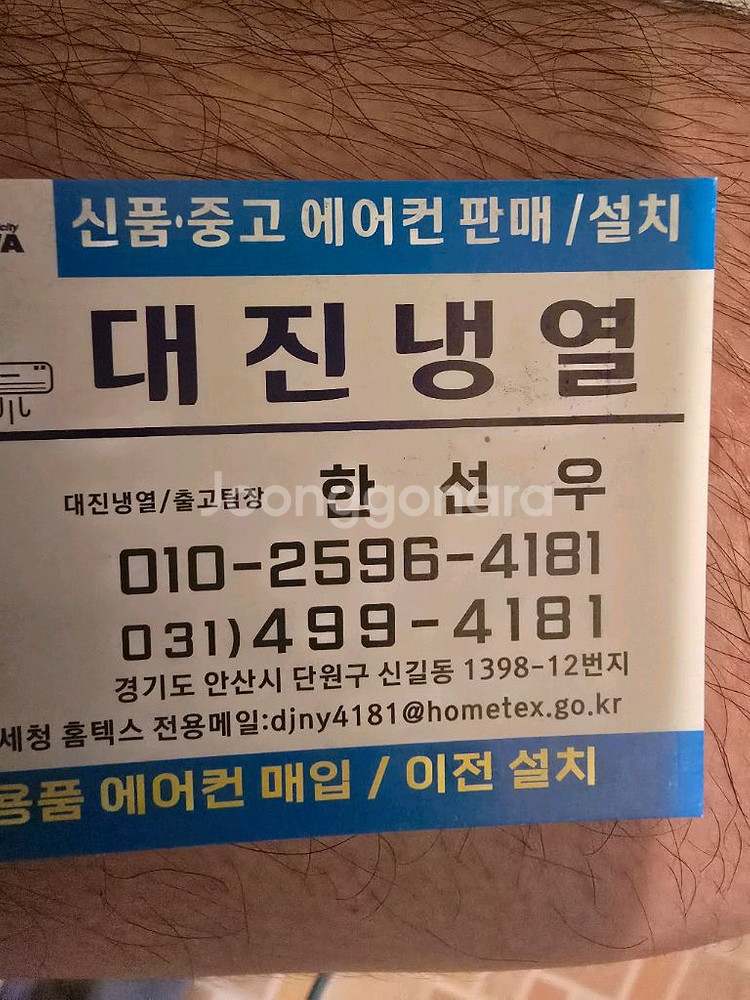 신품·중고 에어컨 판매 /설치
대진냉열
대진냉열/출고팀장 한 선 우
Joonggonara
010-2596-4181
031)499-4181
경기도 안산시 단원구 신길동 1398-12번지
세청 홈텍스 전용메일:djny4181@hometex.go.kr
용품 에어컨 매입 / 이전 설치